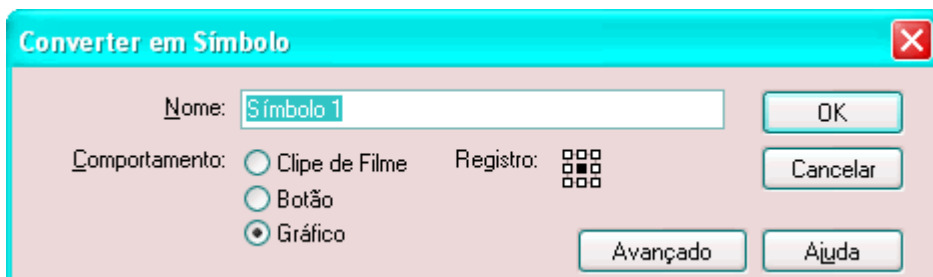 Converter em Símbolo
Nome: Símbolo 1 OK
Comportamento: Clipe de Filme Registro: Cancelar
Botão
Gráfico
Avançado Ajuda